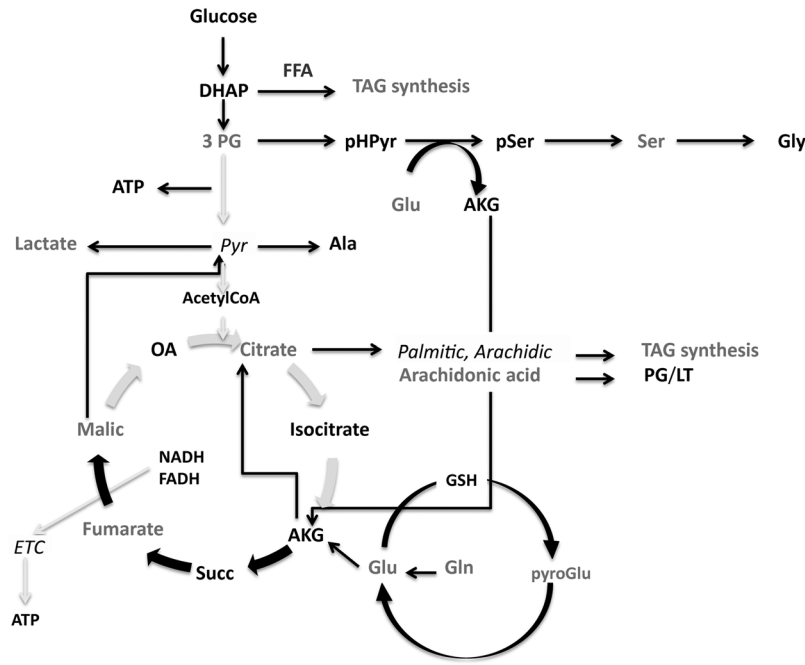 Glucose
FFA
DHAP
TAG synthesis
3 PG
pHPyr
pSer
Ser
Gly
ATP
Glu
AKG
Lactate
Pyr
Ala
AcetylCoA
OA
Citrate
Palmitic, Arachidic
TAG synthesis
Arachidonic acid
PG/LT
Malic
Isocitrate
NADH
FADH
GSH
Fumarate
AKG
ETC
Succ
Glu
Gln
pyroGlu
ATP